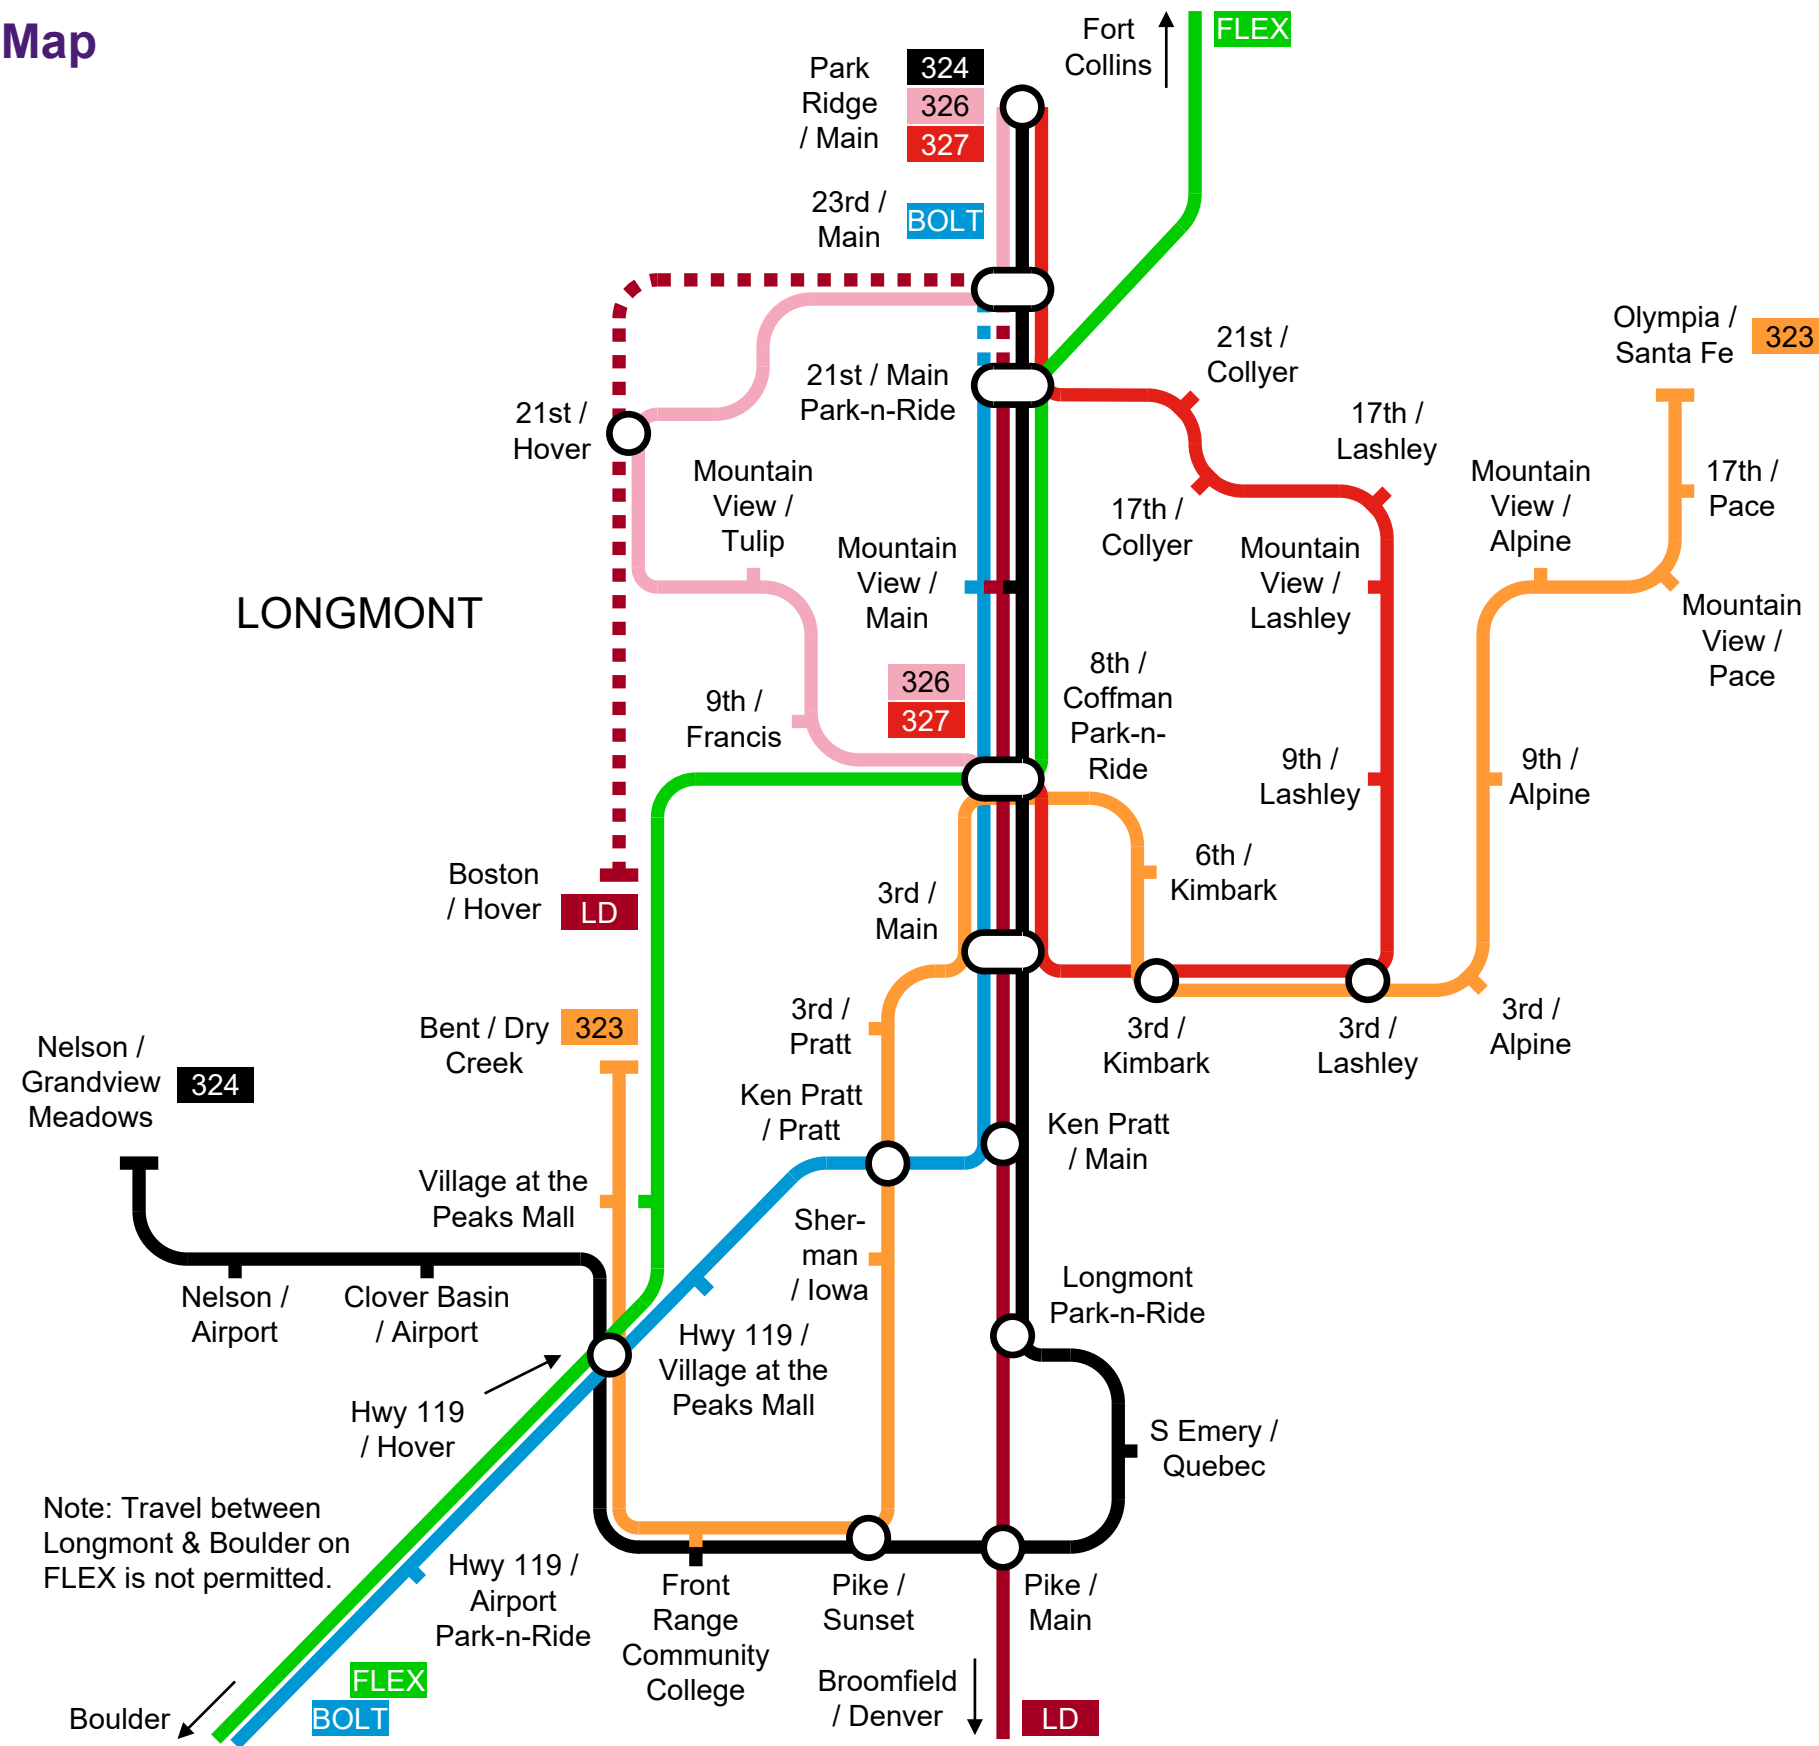 Map
Fort
Collins
FLEX
Park
Ridge
/ Main
324
326
327
23rd /
Main
BOLT
Olympia /
Santa Fe
323
21st /
Collyer
21st / Main
Park-n-Ride
21st /
Hover
17th /
Lashley
Mountain
View /
Tulip
Mountain
View /
Alpine
17th /
Pace
17th /
Collyer
Mountain
View /
Main
Mountain
View /
Lashley
LONGMONT
Mountain
View /
Pace
326
327
8th /
Coffman
Park-n-
Ride
9th /
Francis
9th /
Lashley
9th /
Alpine
6th /
Kimbark
Boston
/ Hover
LD
3rd /
Main
3rd /
Pratt
3rd /
Kimbark
3rd /
Lashley
3rd /
Alpine
Bent / Dry
Creek
323
Nelson /
Grandview
Meadows
324
Ken Pratt
/ Pratt
Ken Pratt
/ Main
Village at the
Peaks Mall
Sher-
man
/ Iowa
Nelson /
Airport
Clover Basin
/ Airport
Longmont
Park-n-Ride
Hwy 119 /
Village at the
Peaks Mall
Hwy 119
/ Hover
S Emery /
Quebec
Note: Travel between
Longmont & Boulder on
FLEX is not permitted.
Hwy 119 /
Airport
Park-n-Ride
Front
Range
Community
College
Pike /
Sunset
Pike /
Main
FLEX
BOLT
Boulder
Broomfield
/ Denver
LD